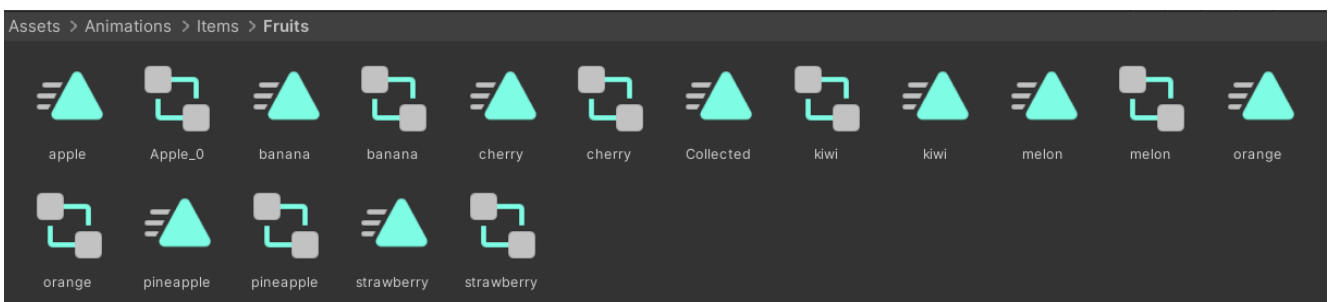 Assets > Animations > Items > Fruits
apple Apple_0 banana banana cherry cherry Collected kiwi kiwi melon melon orange
orange pineapple pineapple strawberry strawberry